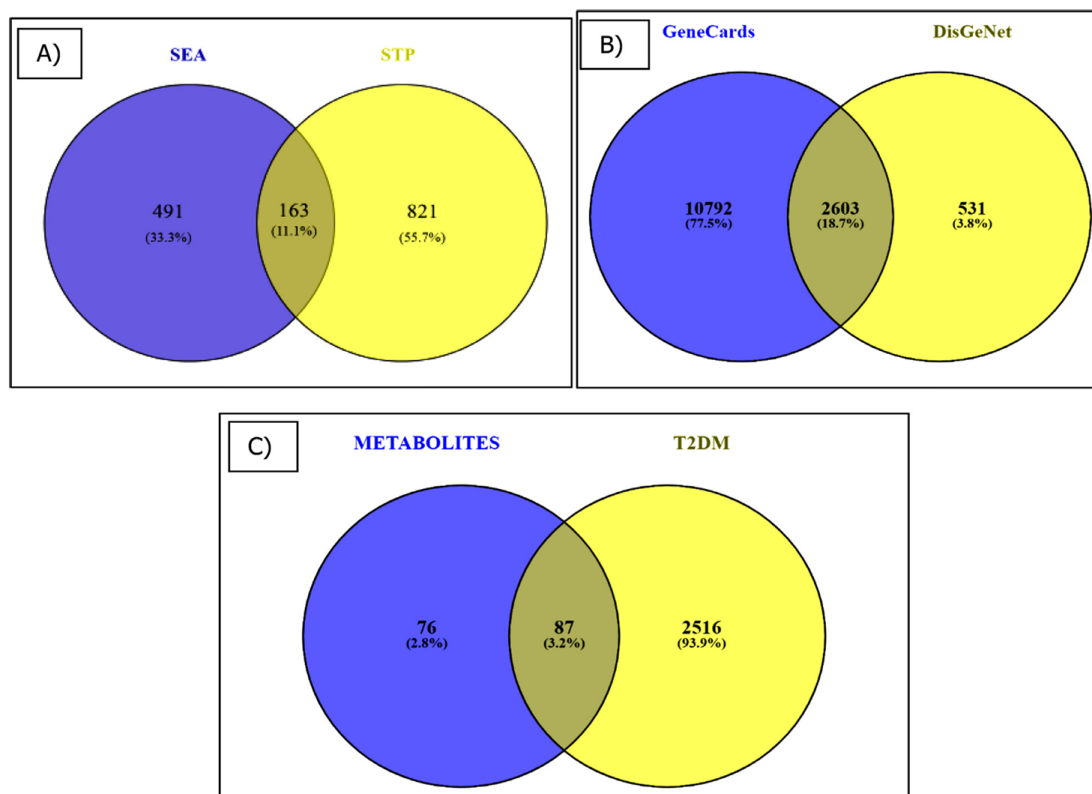 A)
SEA
STP
491
(33.3%)
163
(11.1%)
821
(55.7%)
B)
GeneCards
DisGeNet
10792
(77.5%)
2603
(18.7%)
531
(3.8%)
C)
METABOLITES
T2DM
76
(2.8%)
87
(3.2%)
2516
(93.9%)